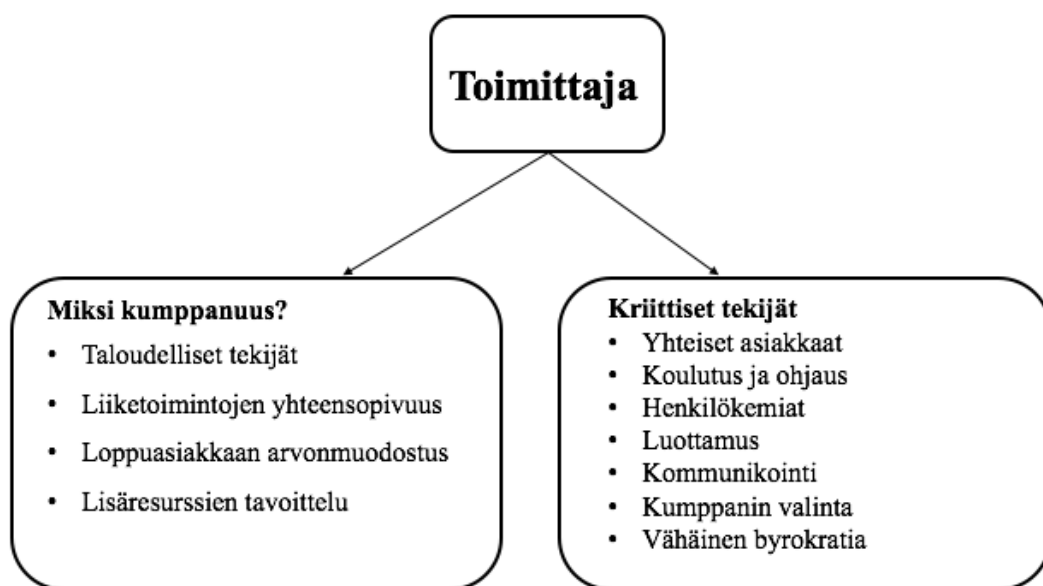 Toimittaja
Miksi kumppanuus?
• Taloudelliset tekijät
• Liiketoimintojen yhteensopivuus
• Loppuasiakkaan arvonmuodostus
• Lisäresurssien tavoittelu
Kriittiset tekijät
• Yhteiset asiakkaat
• Koulutus ja ohjaus
• Henkilökemiat
• Luottamus
• Kommunikointi
• Kumppanin valinta
• Vähäinen byrokratia